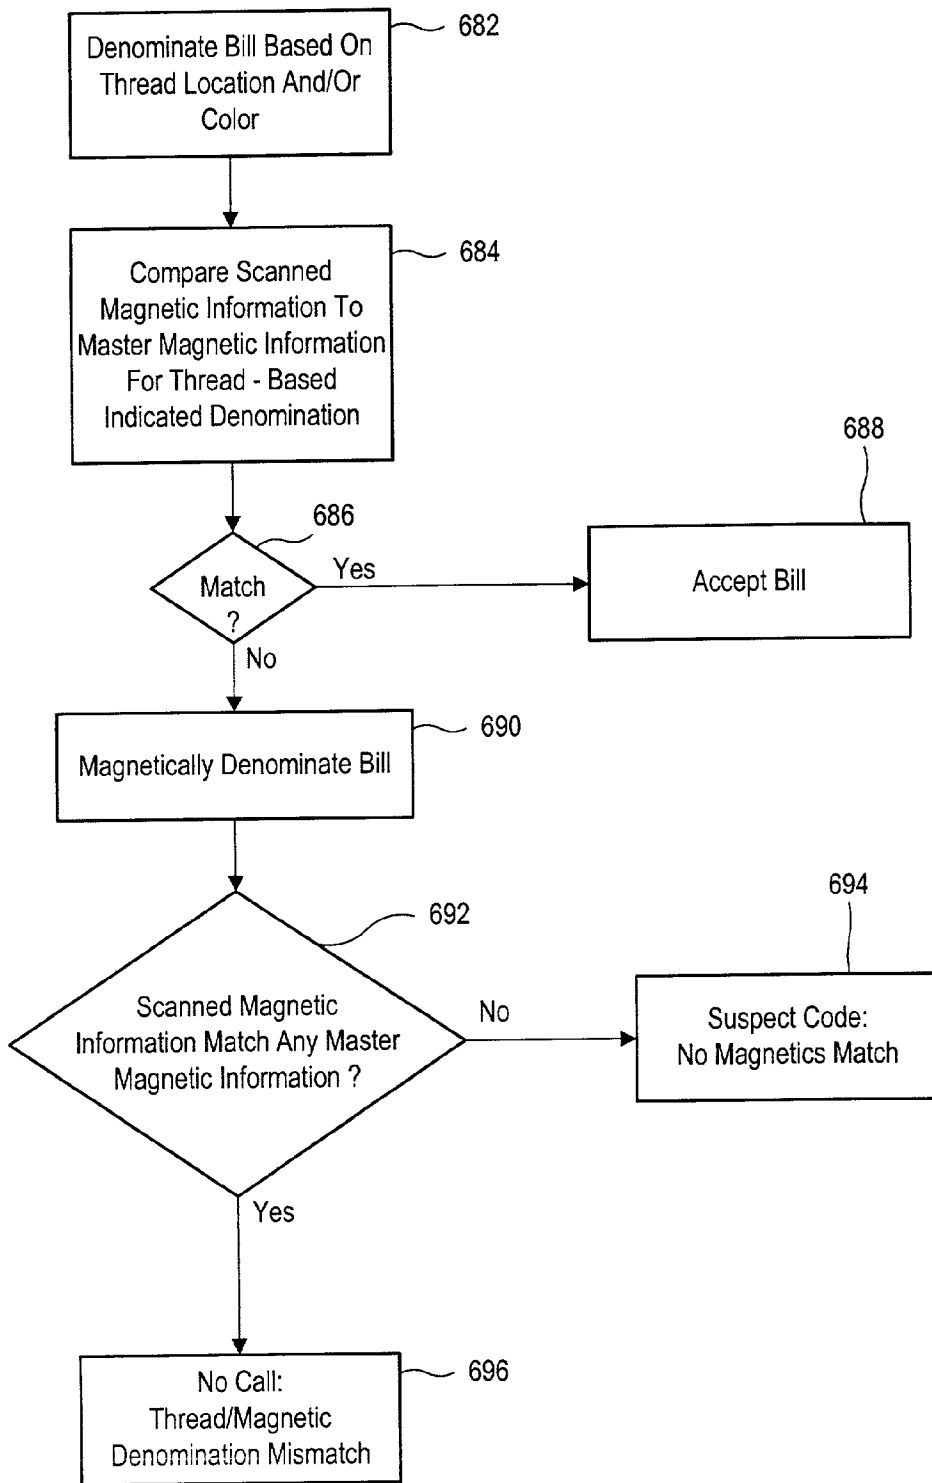 682
Denominate Bill Based On
Thread Location And/Or
Color
684
Compare Scanned
Magnetic Information To
Master Magnetic Information
For Thread - Based
Indicated Denomination
686
Match
?
Yes
688
Accept Bill
No
690
Magnetically Denominate Bill
692
Scanned Magnetic
Information Match Any Master
Magnetic Information ?
No
694
Suspect Code:
No Magnetics Match
Yes
696
No Call:
Thread/Magnetic
Denomination Mismatch